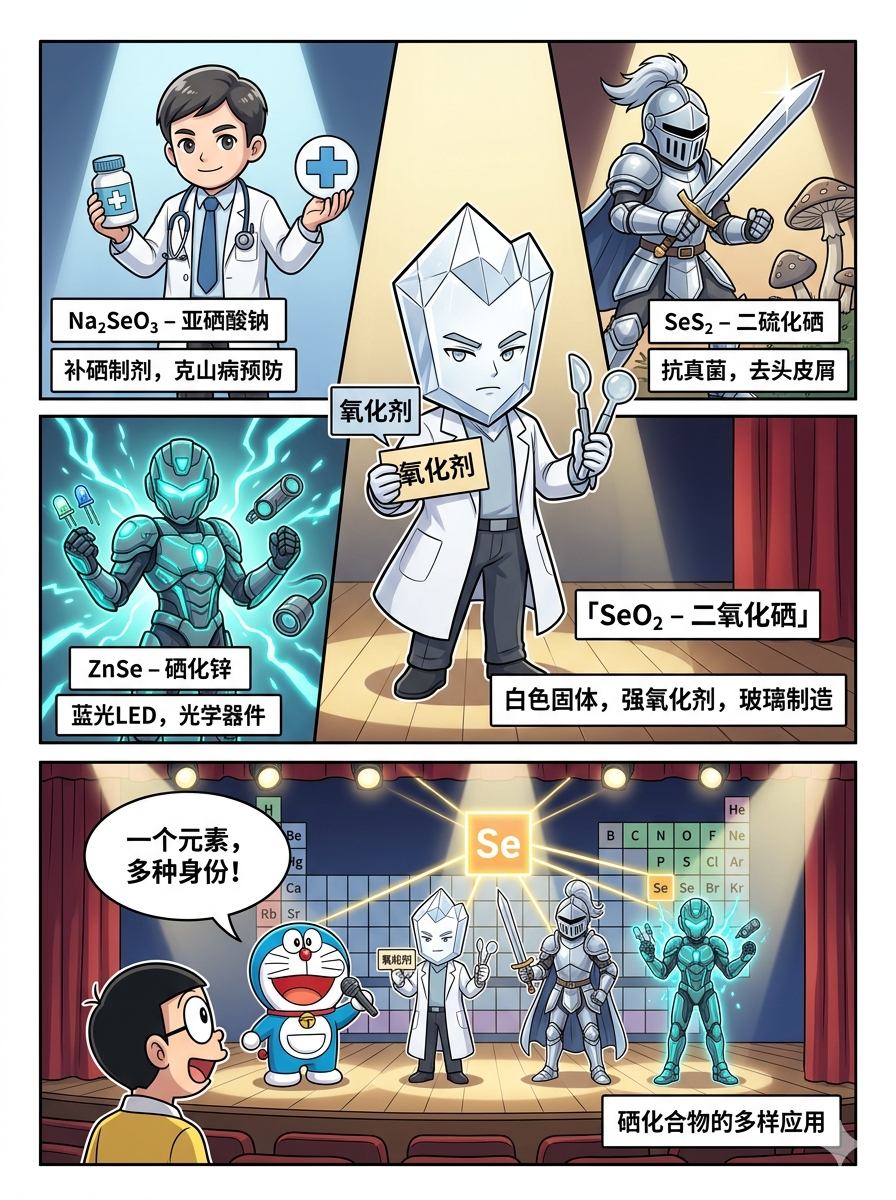 Na₂SeO₃ – 亚硒酸钠
补硒制剂，克山病预防
SeS₂ – 二硫化硒
抗真菌，去头皮屑
氧化剂
氧化剂
「SeO₂ – 二氧化硒」
白色固体，强氧化剂，玻璃制造
ZnSe – 硒化锌
蓝光LED，光学器件
一个元素，
多种身份！
Se
H
He
Be
B C N O F Ne
Hg
P S Cl Ar
Ca
Se Se Br Kr
Rb Sr
硒化合物的多样应用